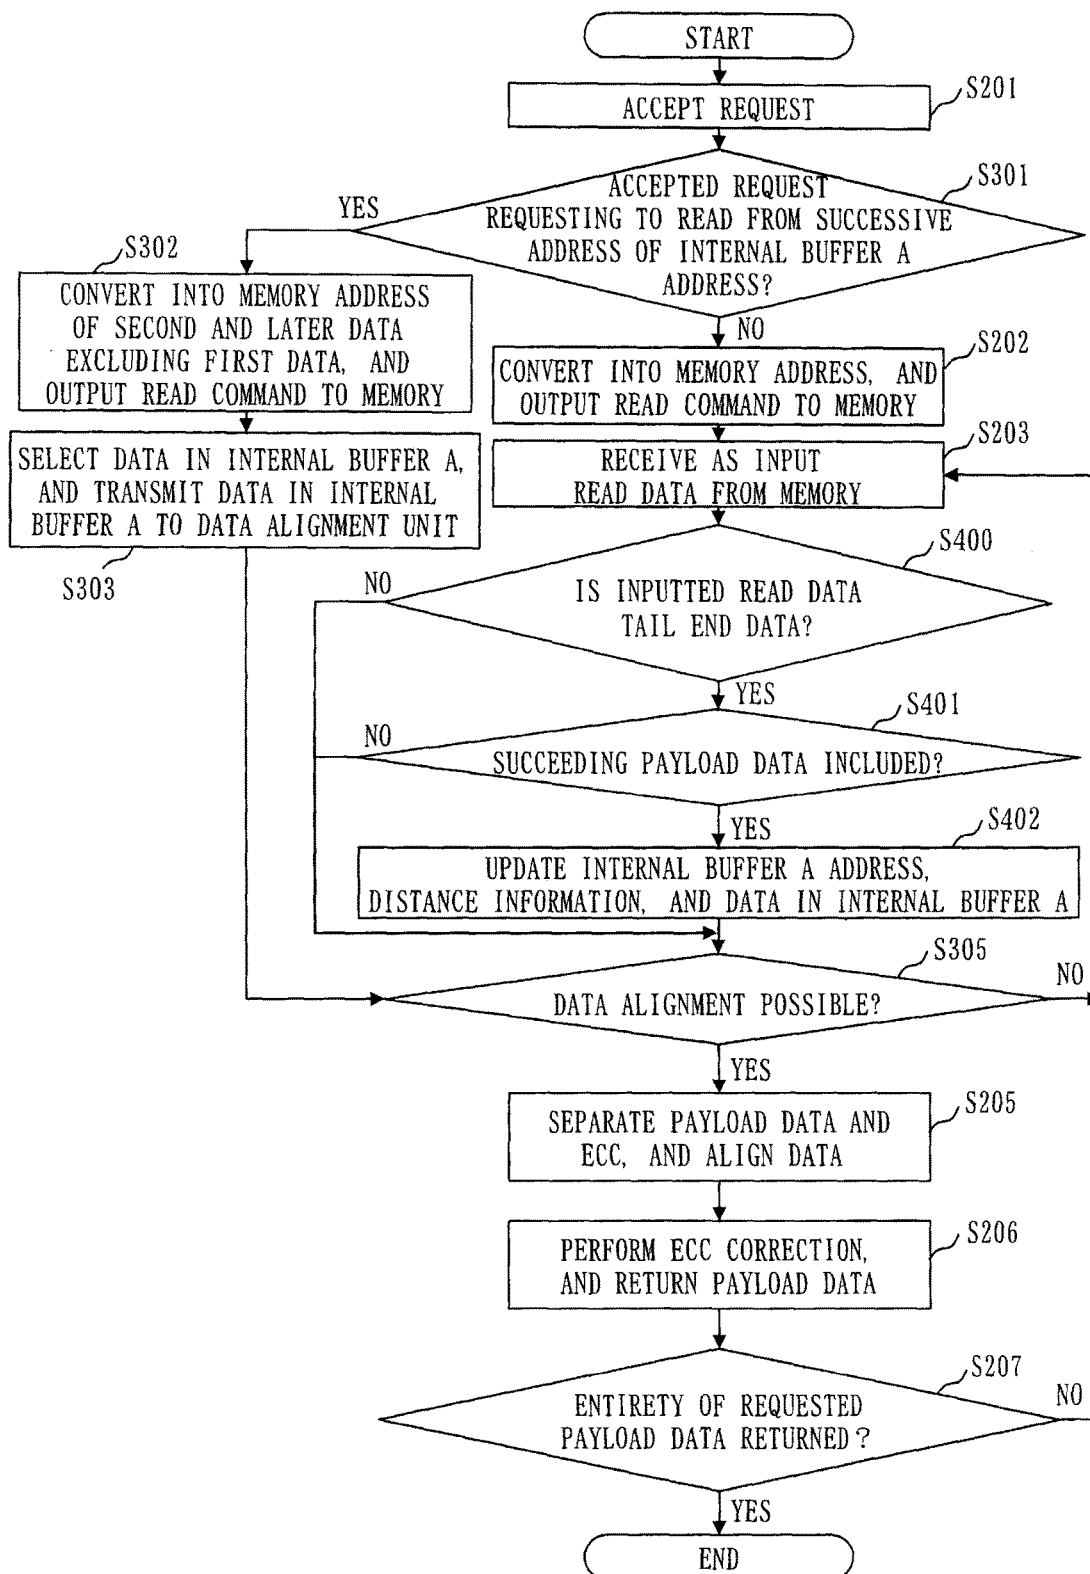 START
S201
ACCEPT REQUEST
S301
ACCEPTED REQUEST
REQUESTING TO READ FROM SUCCESSIVE
ADDRESS OF INTERNAL BUFFER A
ADDRESS?
YES
NO
S302
CONVERT INTO MEMORY ADDRESS
OF SECOND AND LATER DATA
EXCLUDING FIRST DATA, AND
OUTPUT READ COMMAND TO MEMORY
S202
CONVERT INTO MEMORY ADDRESS, AND
OUTPUT READ COMMAND TO MEMORY
SELECT DATA IN INTERNAL BUFFER A,
AND TRANSMIT DATA IN INTERNAL
BUFFER A TO DATA ALIGNMENT UNIT
S303
S203
RECEIVE AS INPUT
READ DATA FROM MEMORY
S400
NO
IS INPUTTED READ DATA
TAIL END DATA?
YES
S401
NO
SUCCEEDING PAYLOAD DATA INCLUDED?
YES
S402
UPDATE INTERNAL BUFFER A ADDRESS,
DISTANCE INFORMATION, AND DATA IN INTERNAL BUFFER A
S305
NO
DATA ALIGNMENT POSSIBLE?
YES
S205
SEPARATE PAYLOAD DATA AND
ECC, AND ALIGN DATA
S206
PERFORM ECC CORRECTION,
AND RETURN PAYLOAD DATA
S207
NO
ENTIRETY OF REQUESTED
PAYLOAD DATA RETURNED?
YES
END